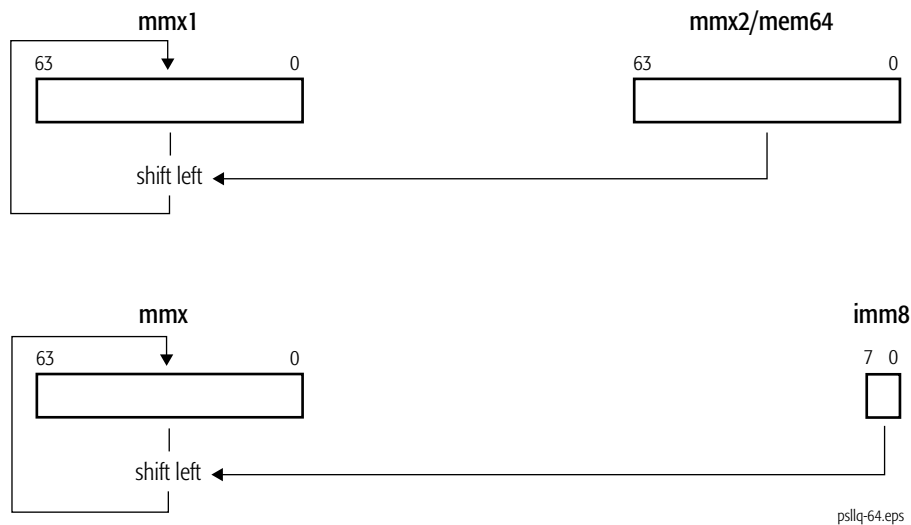 mmx1 mmx2/mem64
63 0 63 0
shift left
mmx imm8
63 0 7 0
shift left
psllq-64.eps